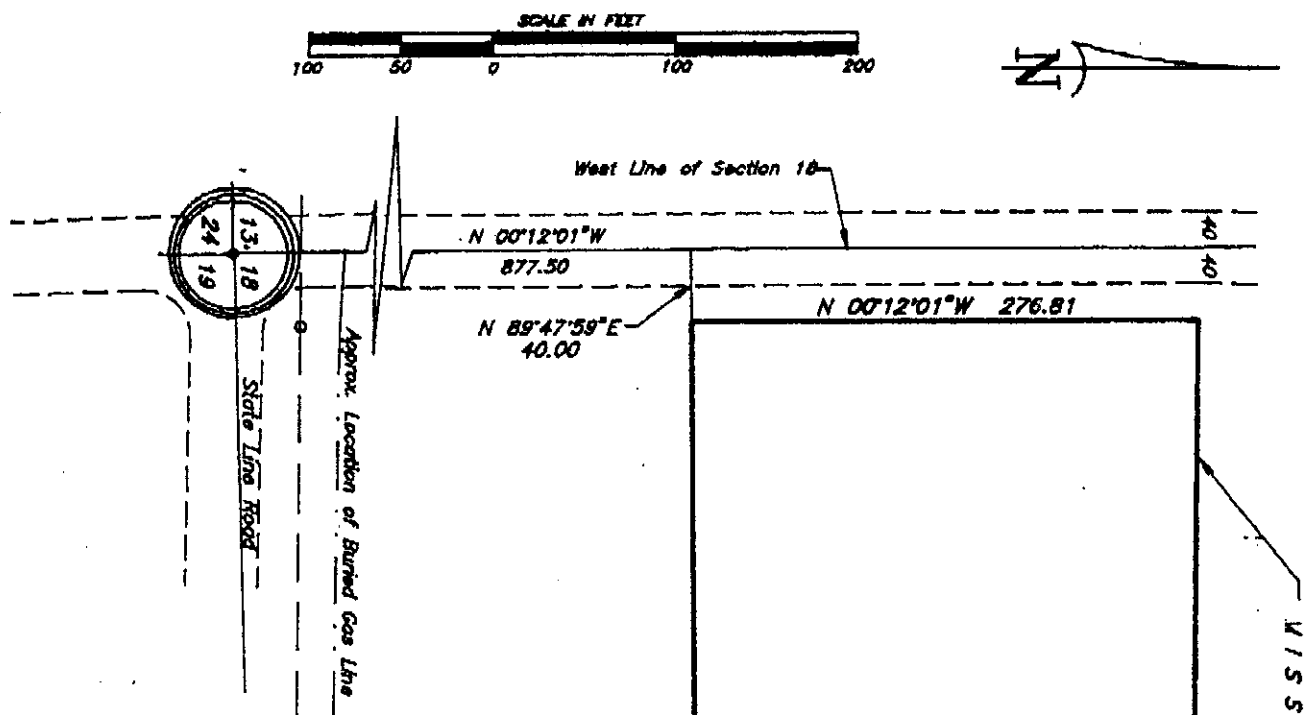 SCALE IN FEET
100 50 0 100 200
N
West Line of Section 18
N 00°12'01"W
877.50
40
40
13
24
18
19
N 00°12'01"W 276.81
N 89°47'59"E
40.00
State Line Road
Approx. Location of Buried Gas Line